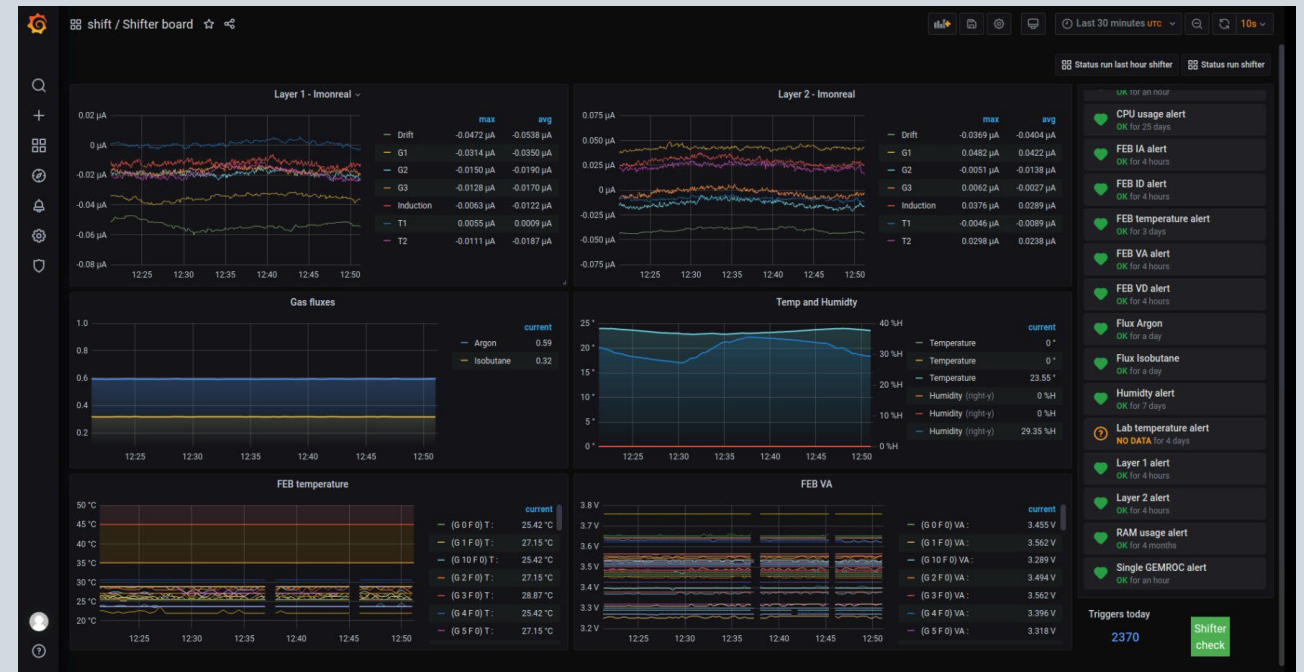 shift / Shifter board
Last 30 minutes UTC
10s
Status run last hour shifter
Status run shifter
Layer 1 - Imonreal
0.02 µA
0 µA
-0.02 µA
-0.04 µA
-0.06 µA
-0.08 µA
12:25 12:30 12:35 12:40 12:45 12:50
max avg
Drift -0.0472 µA -0.0538 µA
G1 -0.0314 µA -0.0350 µA
G2 -0.0150 µA -0.0190 µA
G3 -0.0128 µA -0.0170 µA
Induction -0.0063 µA -0.0122 µA
T1 0.0055 µA 0.0009 µA
T2 -0.0111 µA -0.0187 µA
Layer 2 - Imonreal
0.075 µA
0.050 µA
0.025 µA
0 µA
-0.025 µA
-0.050 µA
-0.075 µA
12:25 12:30 12:35 12:40 12:45 12:50
max avg
Drift -0.0369 µA -0.0404 µA
G1 0.0482 µA 0.0422 µA
G2 -0.0051 µA -0.0138 µA
G3 0.0062 µA -0.0027 µA
Induction 0.0376 µA 0.0289 µA
T1 -0.0046 µA -0.0089 µA
T2 0.0298 µA 0.0238 µA
Gas fluxes
1.0
0.8
0.6
0.4
0.2
12:25 12:30 12:35 12:40 12:45 12:50
current
Argon 0.59
Isobutane 0.32
Temp and Humidty
25 °
20 °
15 °
10 °
5 °
0 °
40 %H
30 %H
20 %H
10 %H
0 %H
12:25 12:30 12:35 12:40 12:45 12:50
current
Temperature 0 °
Temperature 0 °
Temperature 23.55 °
Humidity (right-y) 0 %H
Humidity (right-y) 0 %H
Humidity (right-y) 29.35 %H
FEB temperature
50 °C
45 °C
40 °C
35 °C
30 °C
25 °C
20 °C
12:25 12:30 12:35 12:40 12:45 12:50
current
(G 0 F 0) T : 25.42 °C
(G 1 F 0) T : 27.15 °C
(G 10 F 0) T : 25.42 °C
(G 2 F 0) T : 27.15 °C
(G 3 F 0) T : 28.87 °C
(G 4 F 0) T : 25.42 °C
(G 5 F 0) T : 27.15 °C
FEB VA
3.8 V
3.7 V
3.6 V
3.5 V
3.4 V
3.3 V
3.2 V
12:25 12:30 12:35 12:40 12:45 12:50
current
(G 0 F 0) VA : 3.455 V
(G 1 F 0) VA : 3.562 V
(G 10 F 0) VA : 3.289 V
(G 2 F 0) VA : 3.494 V
(G 3 F 0) VA : 3.562 V
(G 4 F 0) VA : 3.396 V
(G 5 F 0) VA : 3.318 V
OK for an hour
CPU usage alert
OK for 25 days
FEB IA alert
OK for 4 hours
FEB ID alert
OK for 4 hours
FEB temperature alert
OK for 3 days
FEB VA alert
OK for 4 hours
FEB VD alert
OK for 4 hours
Flux Argon
OK for a day
Flux Isobutane
OK for a day
Humidty alert
OK for 7 days
Lab temperature alert
NO DATA for 4 days
Layer 1 alert
OK for 4 hours
Layer 2 alert
OK for 4 hours
RAM usage alert
OK for 4 months
Single GEMROC alert
OK for an hour
Triggers today
2370
Shifter
check